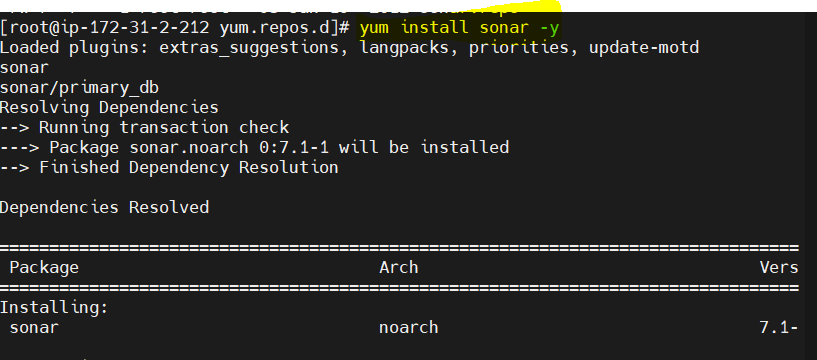 [root@ip-172-31-2-212 yum.repos.d]# yum install sonar -y
Loaded plugins: extras_suggestions, langpacks, priorities, update-motd
sonar
sonar/primary_db
Resolving Dependencies
--> Running transaction check
---> Package sonar.noarch 0:7.1-1 will be installed
--> Finished Dependency Resolution
Dependencies Resolved
================================================================================
Package Arch Vers
================================================================================
Installing:
sonar noarch 7.1-